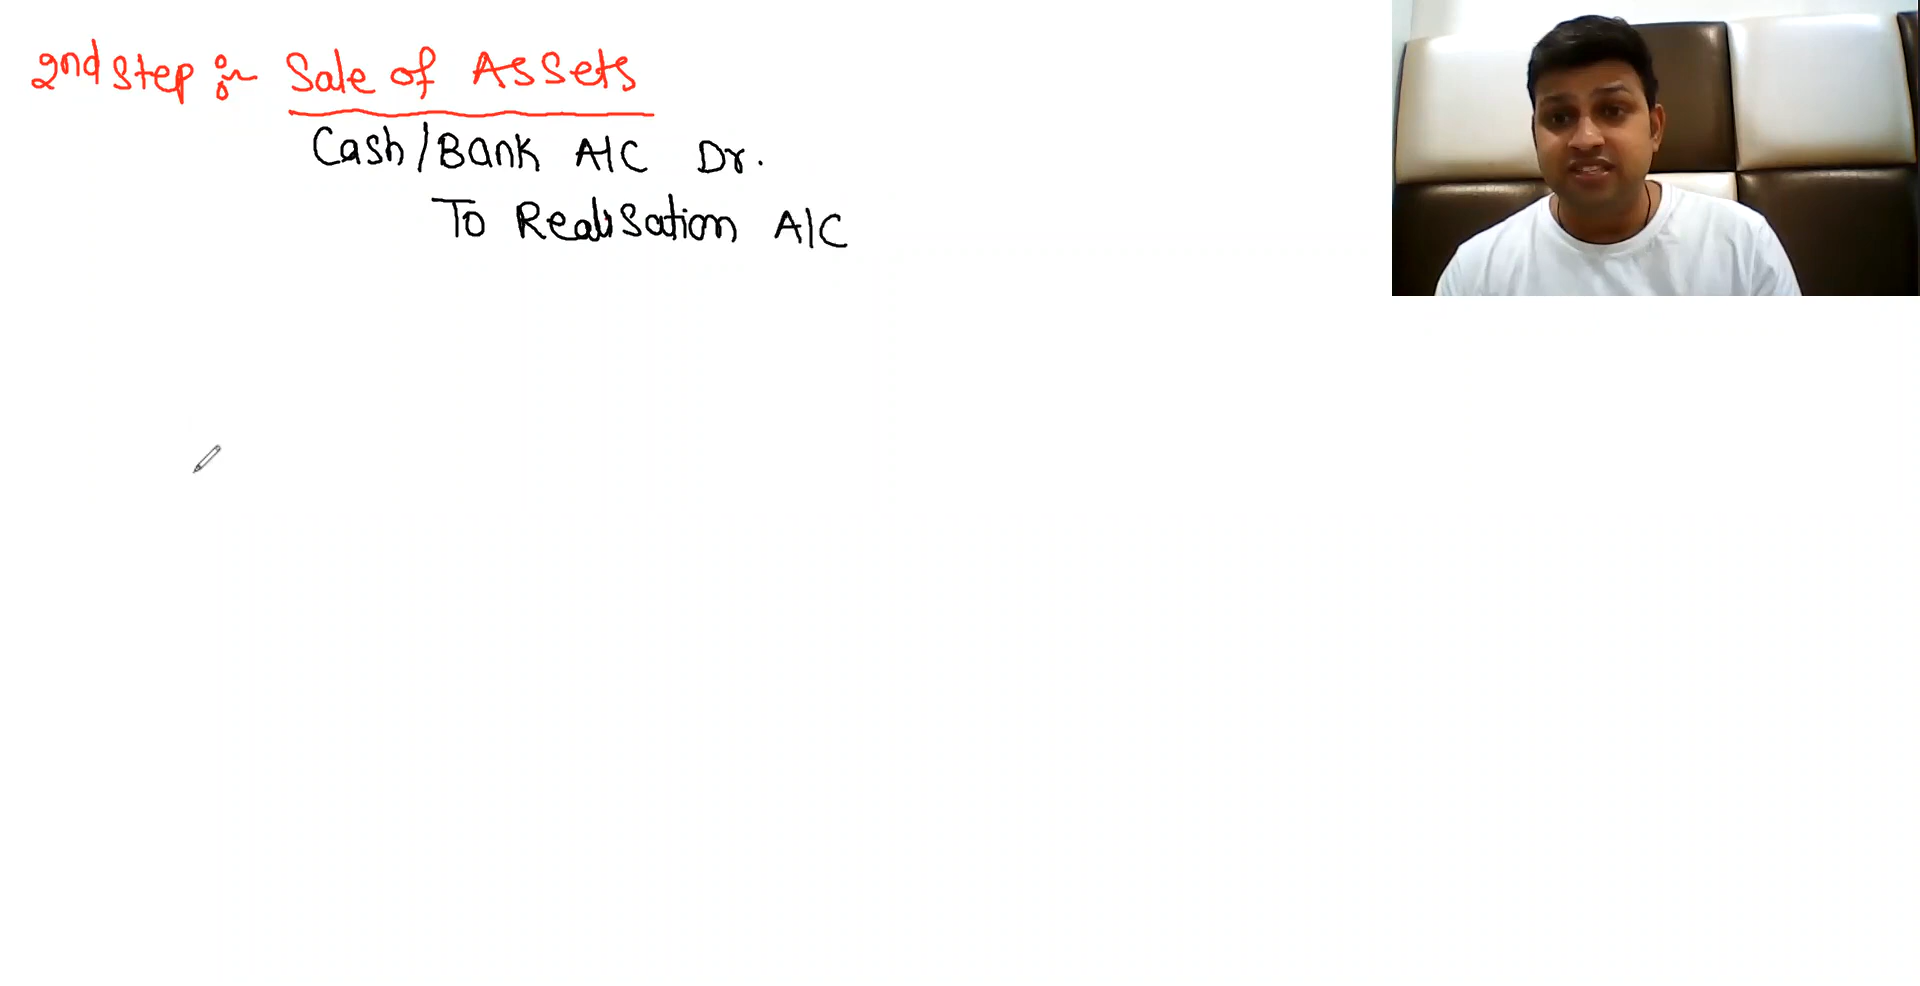 2nd Step :- Sale of Assets
Cash/Bank A/C Dr.
To Realisation A/C